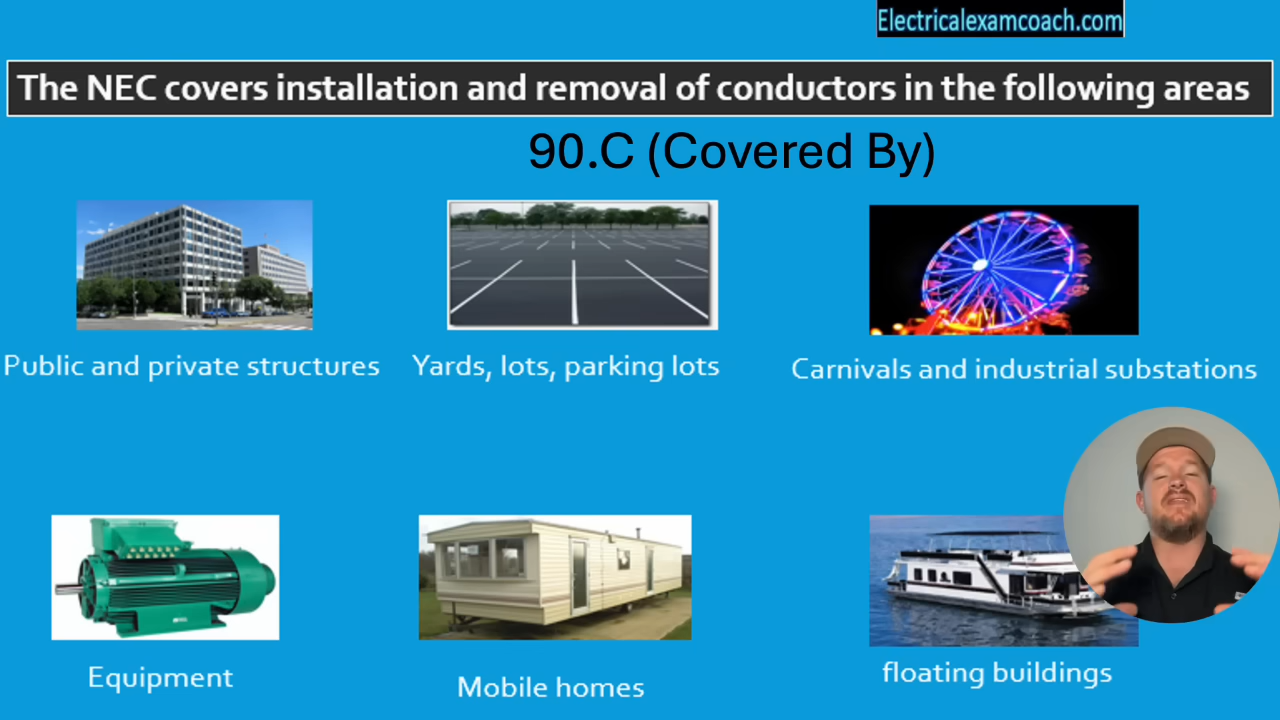 Electricalexamcoach.com
The NEC covers installation and removal of conductors in the following areas
90.C (Covered By)
Public and private structures
Yards, lots, parking lots
Carnivals and industrial substations
Equipment
Mobile homes
floating buildings